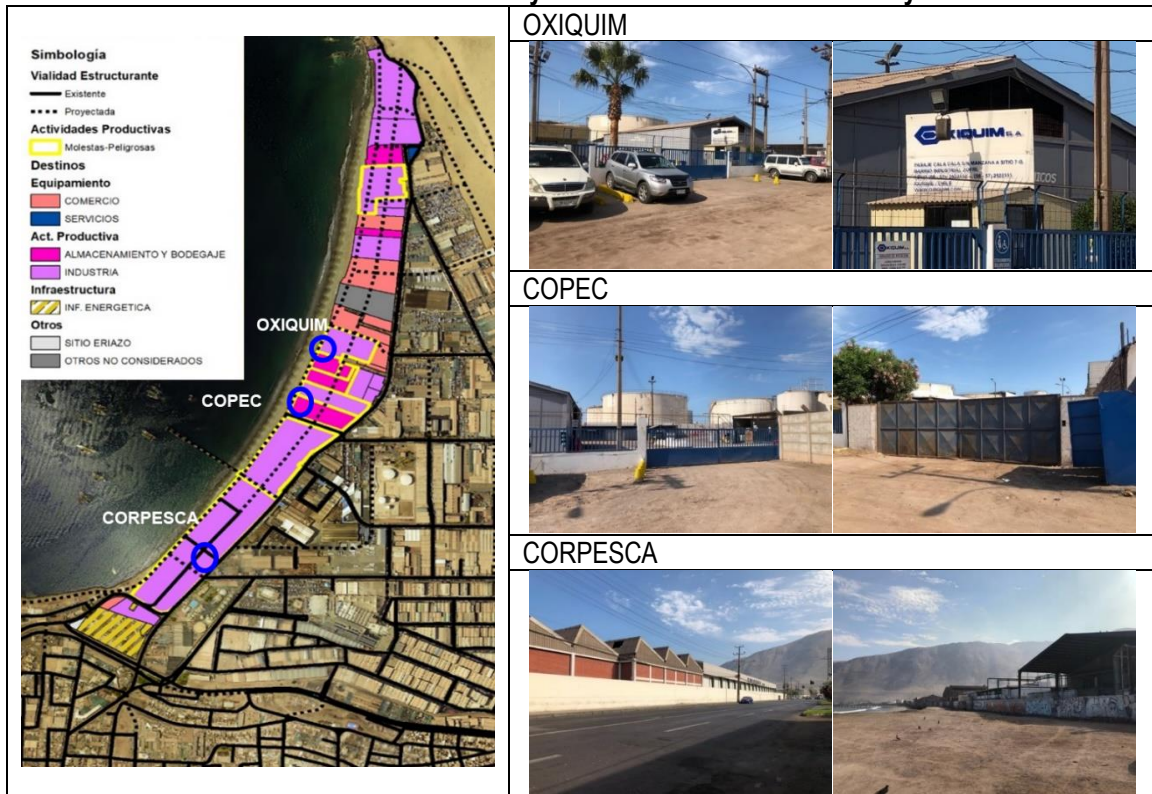 Simbología
Vialidad Estructurante
Existente
Proyectada
Actividades Productivas
Molestas-Peligrosas
Destinos
Equipamiento
COMERCIO
SERVICIOS
Act. Productiva
ALMACENAMIENTO Y BODEGAJE
INDUSTRIA
Infraestructura
INF. ENERGETICA
Otros
SITIO ERIAZO
OTROS NO CONSIDERADOS
OXIQUIM
COPEC
CORPESCA
OXIQUIM
OXIQUIM S.A.
COPEC
CORPESCA